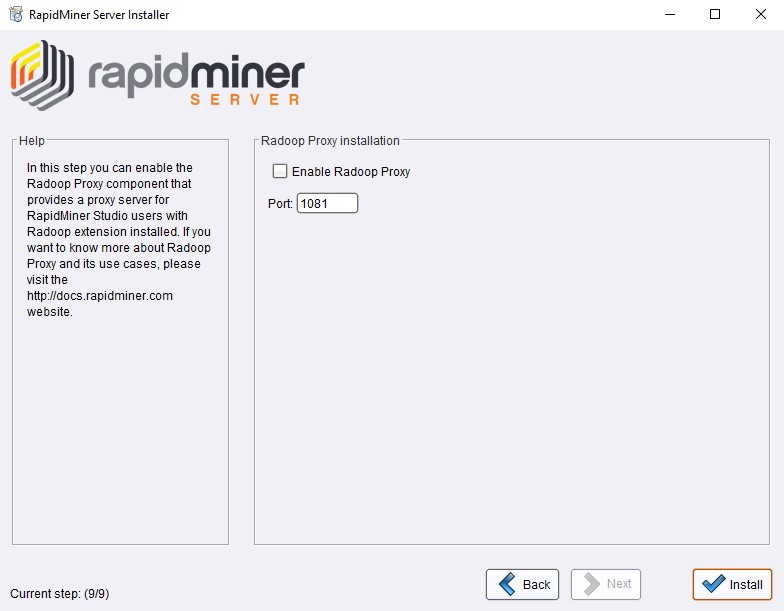 RapidMiner Server Installer
rapidminer
SERVER
Help
In this step you can enable the
Radoop Proxy component that
provides a proxy server for
RapidMiner Studio users with
Radoop extension installed. If you
want to know more about Radoop
Proxy and its use cases, please
visit the
http://docs.rapidminer.com
website.
Radoop Proxy installation
Enable Radoop Proxy
Port: 1081
Current step: (9/9)
Back
Next
Install